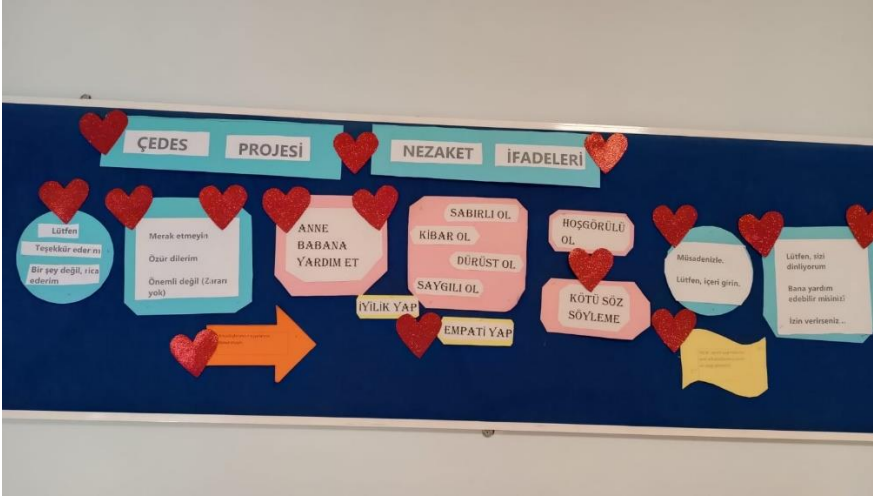 ÇEDES PROJESİ NEZAKET İFADELERİ
Lütfen
Teşekkür ederim
Bir şey değil, rica
ederim
Merak etmeyin
Özür dilerim
Önemli değil (Zararı
yok)
ANNE
BABANA
YARDIM ET
SABIRLI OL
KİBAR OL
DÜRÜST OL
SAYGILI OL
İYİLİK YAP
EMPATİ YAP
HOŞGÖRÜLÜ
OL
KÖTÜ SÖZ
SÖYLEME
Müsadenizle.
Lütfen, içeri girin.
Lütfen, sizi
dinliyorum
Bana yardım
edebilir misiniz?
İzin verirseniz ..